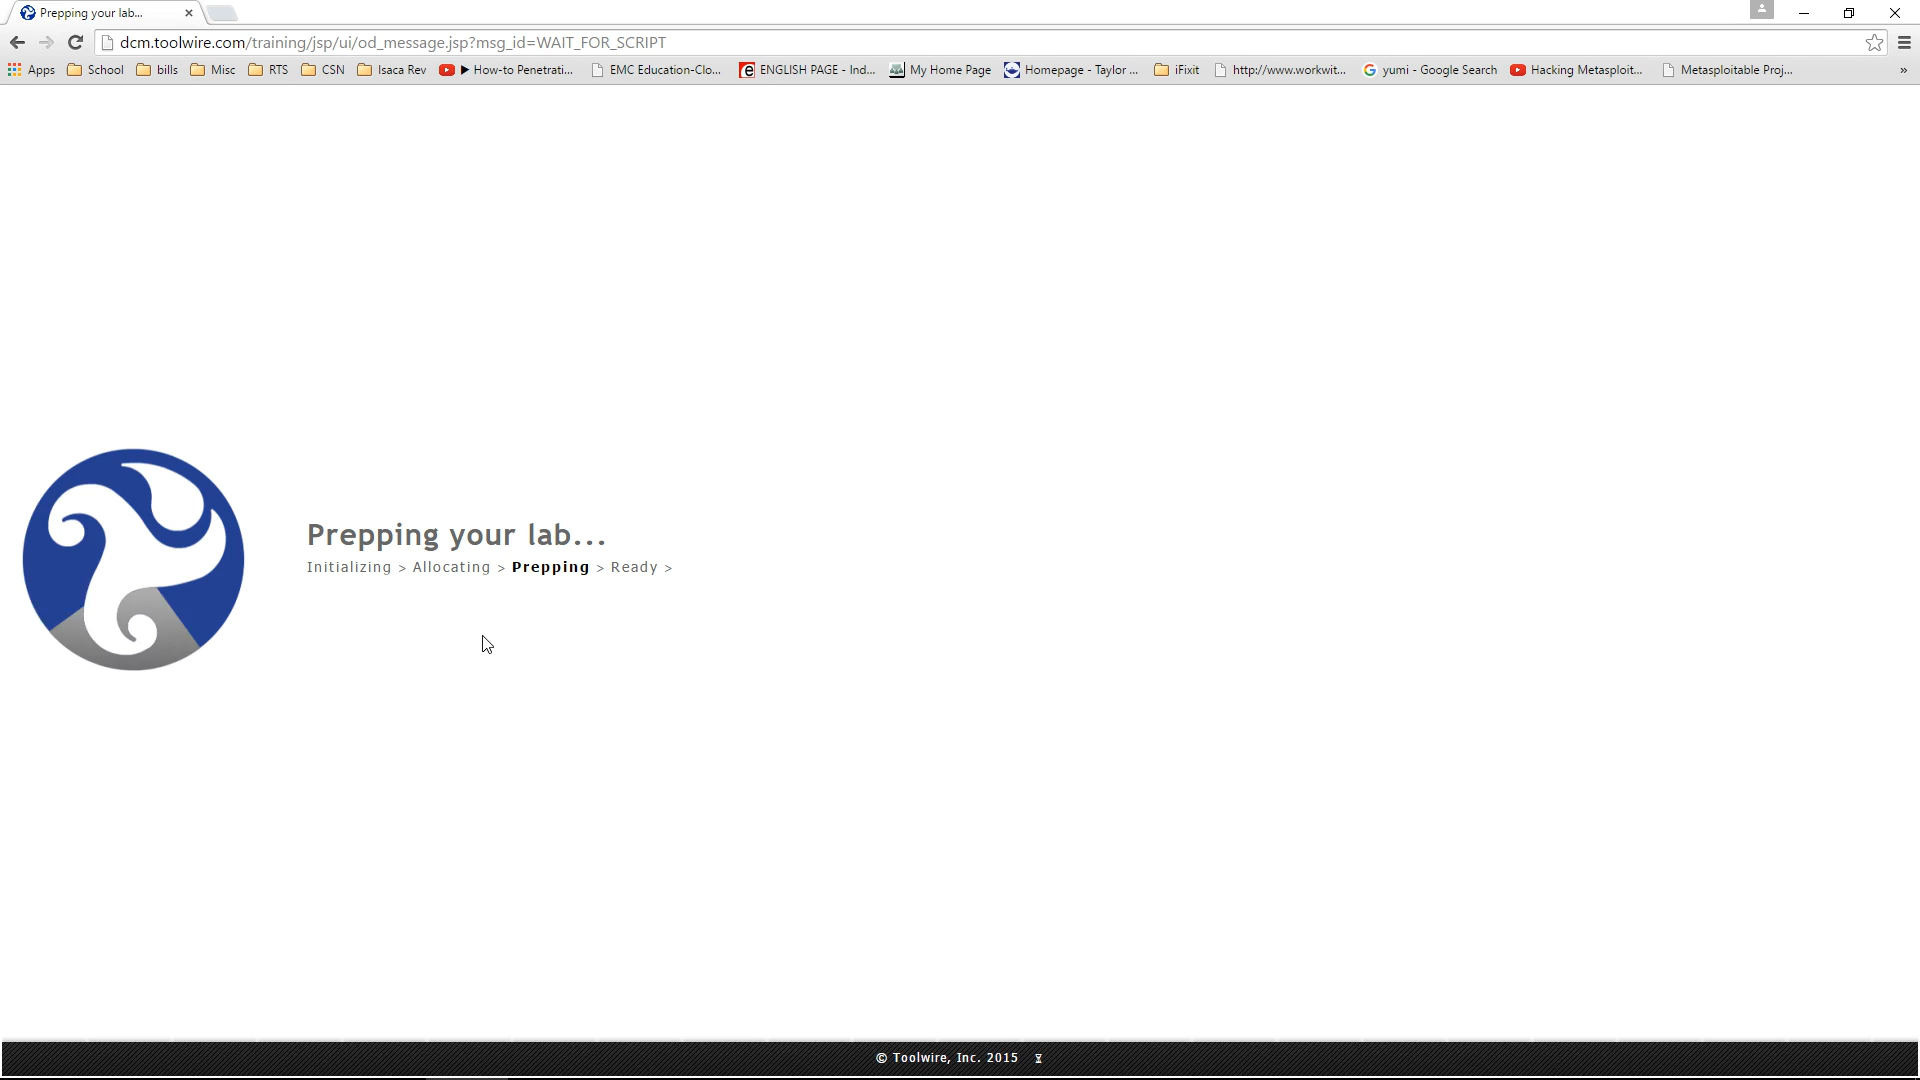 Prepping your lab...
dcm.toolwire.com/training/jsp/ui/od_message.jsp?msg_id=WAIT_FOR_SCRIPT
Apps School bills Misc RTS CSN Isaca Rev ▶ How-to Penetrati... EMC Education-Clo... ENGLISH PAGE - Ind... My Home Page Homepage - Taylor ... iFixit http://www.workwit... yumi - Google Search Hacking Metasploit... Metasploitable Proj... »
Prepping your lab...
Initializing > Allocating > Prepping > Ready >
© Toolwire, Inc. 2015